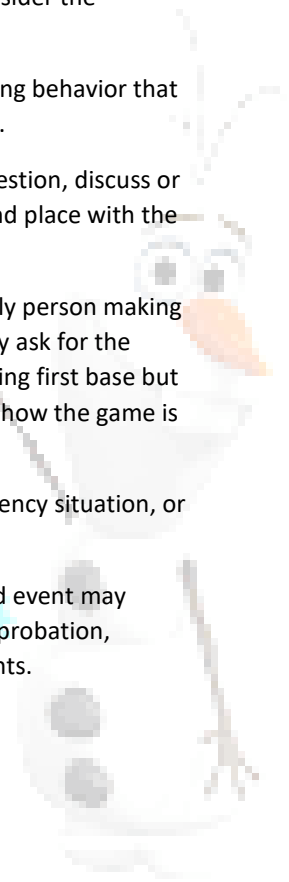 sider the
ng behavior that
.
estion, discuss or
nd place with the
ly person making
y ask for the
ing first base but
how the game is
ency situation, or
d event may
probation,
nts.